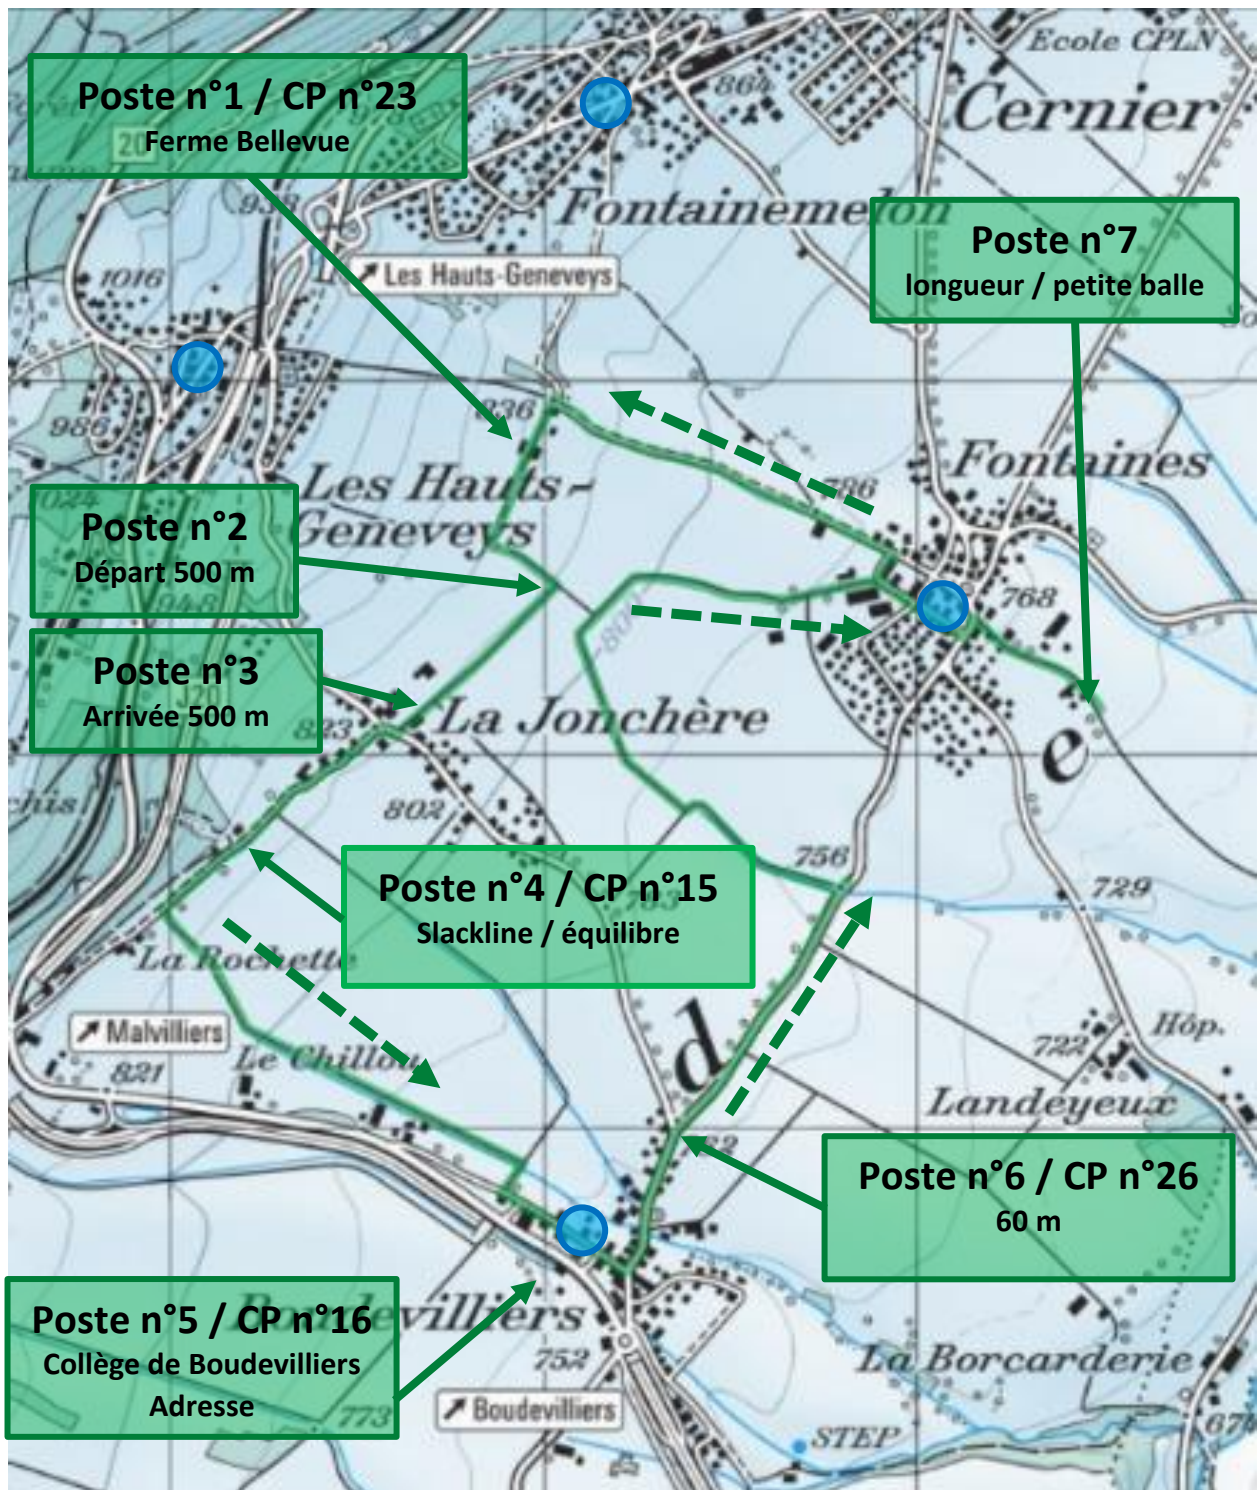 Ecole CPLN
Poste n°1 / CP n°23
Ferme Bellevue
864
Cernier
Fontainemelon
Poste n°7
longueur / petite balle
1016
Les Hauts-Geneveys
986
Fontaines
786
Les Hauts-
Geneveys
Poste n°2
Départ 500 m
768
Poste n°3
Arrivée 500 m
La Jonchère
823
e
802
756
Poste n°4 / CP n°15
Slackline / équilibre
729
La Rochette
Malvilliers
d
Hôp.
722
821
Le Chillou
Landeyeux
Poste n°6 / CP n°26
60 m
Poste n°5 / CP n°16
Collège de Boudevilliers
Adresse
752
La Borcarderie
773
Boudevilliers
STEP